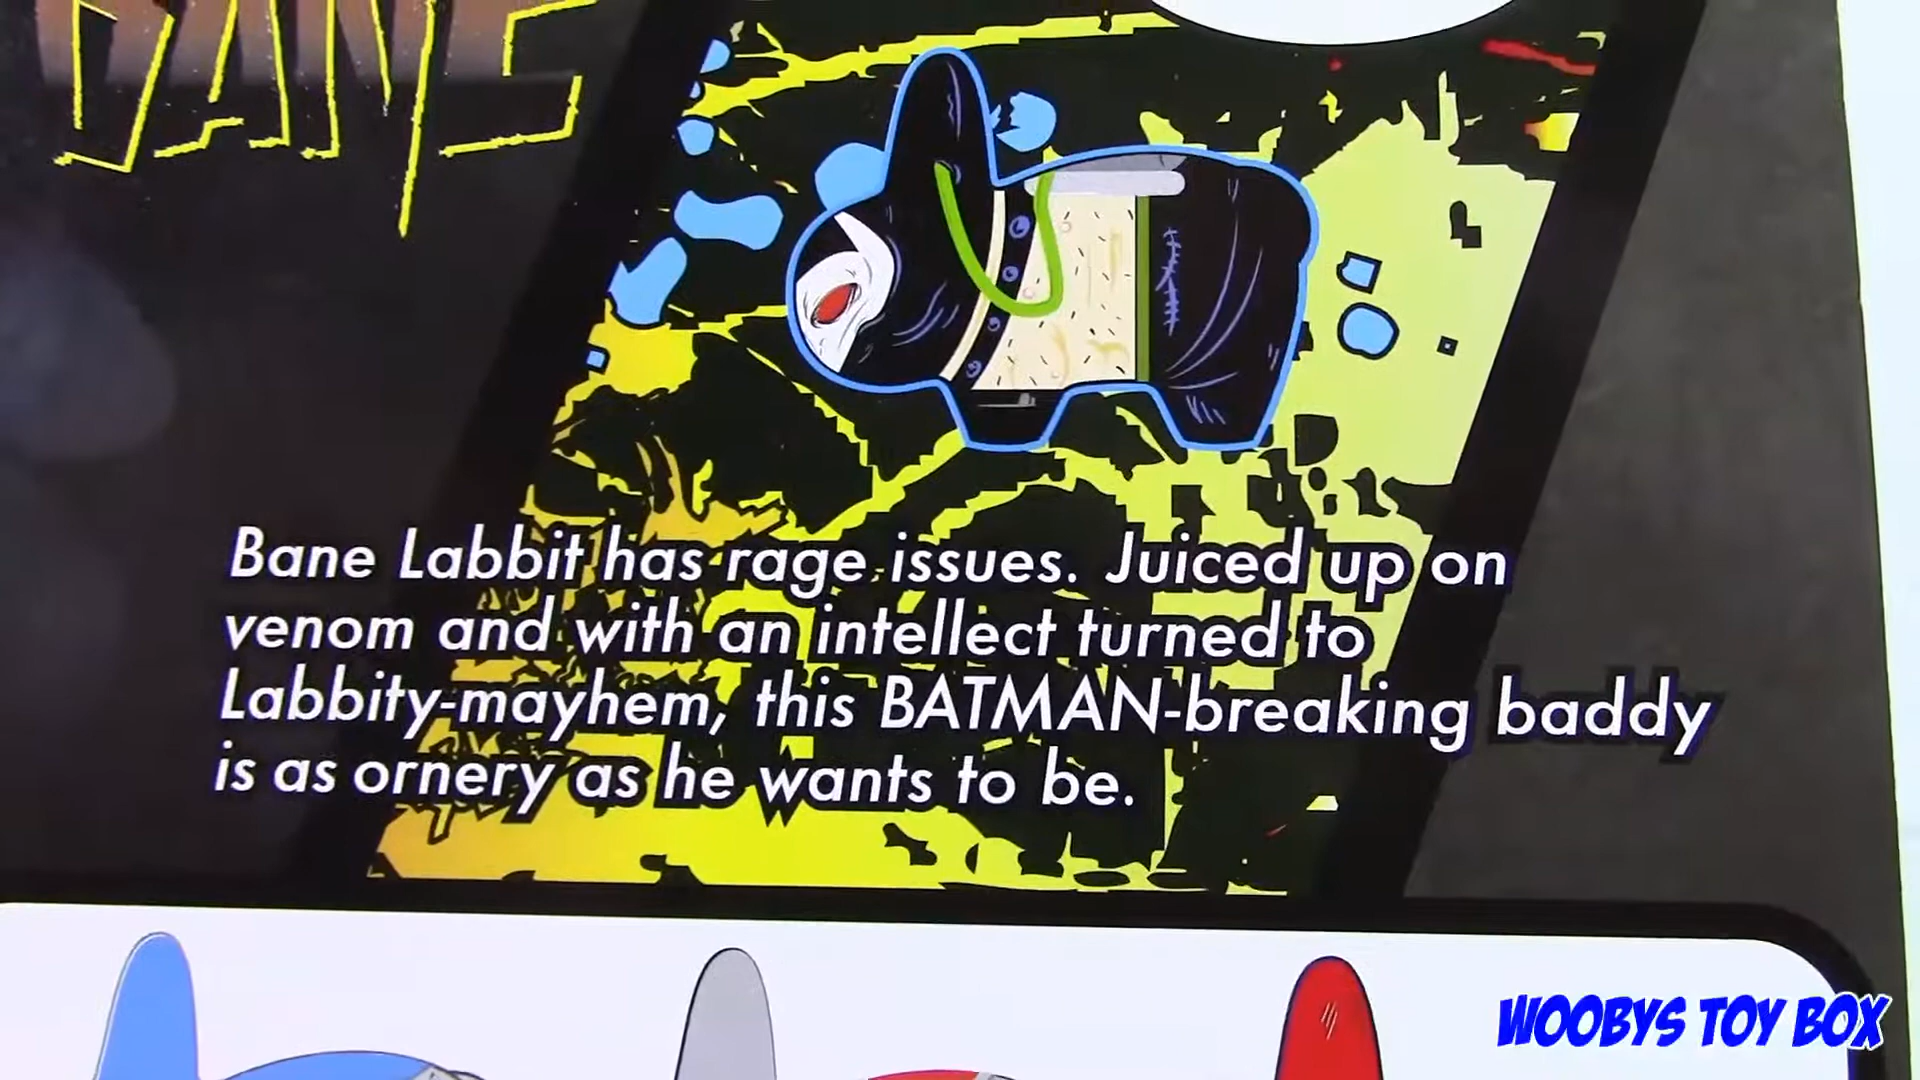 BANE
Bane Labbit has rage issues. Juiced up on
venom and with an intellect turned to
Labbity-mayhem, this BATMAN-breaking baddy
is as ornery as he wants to be.
WOOBYS TOY BOX